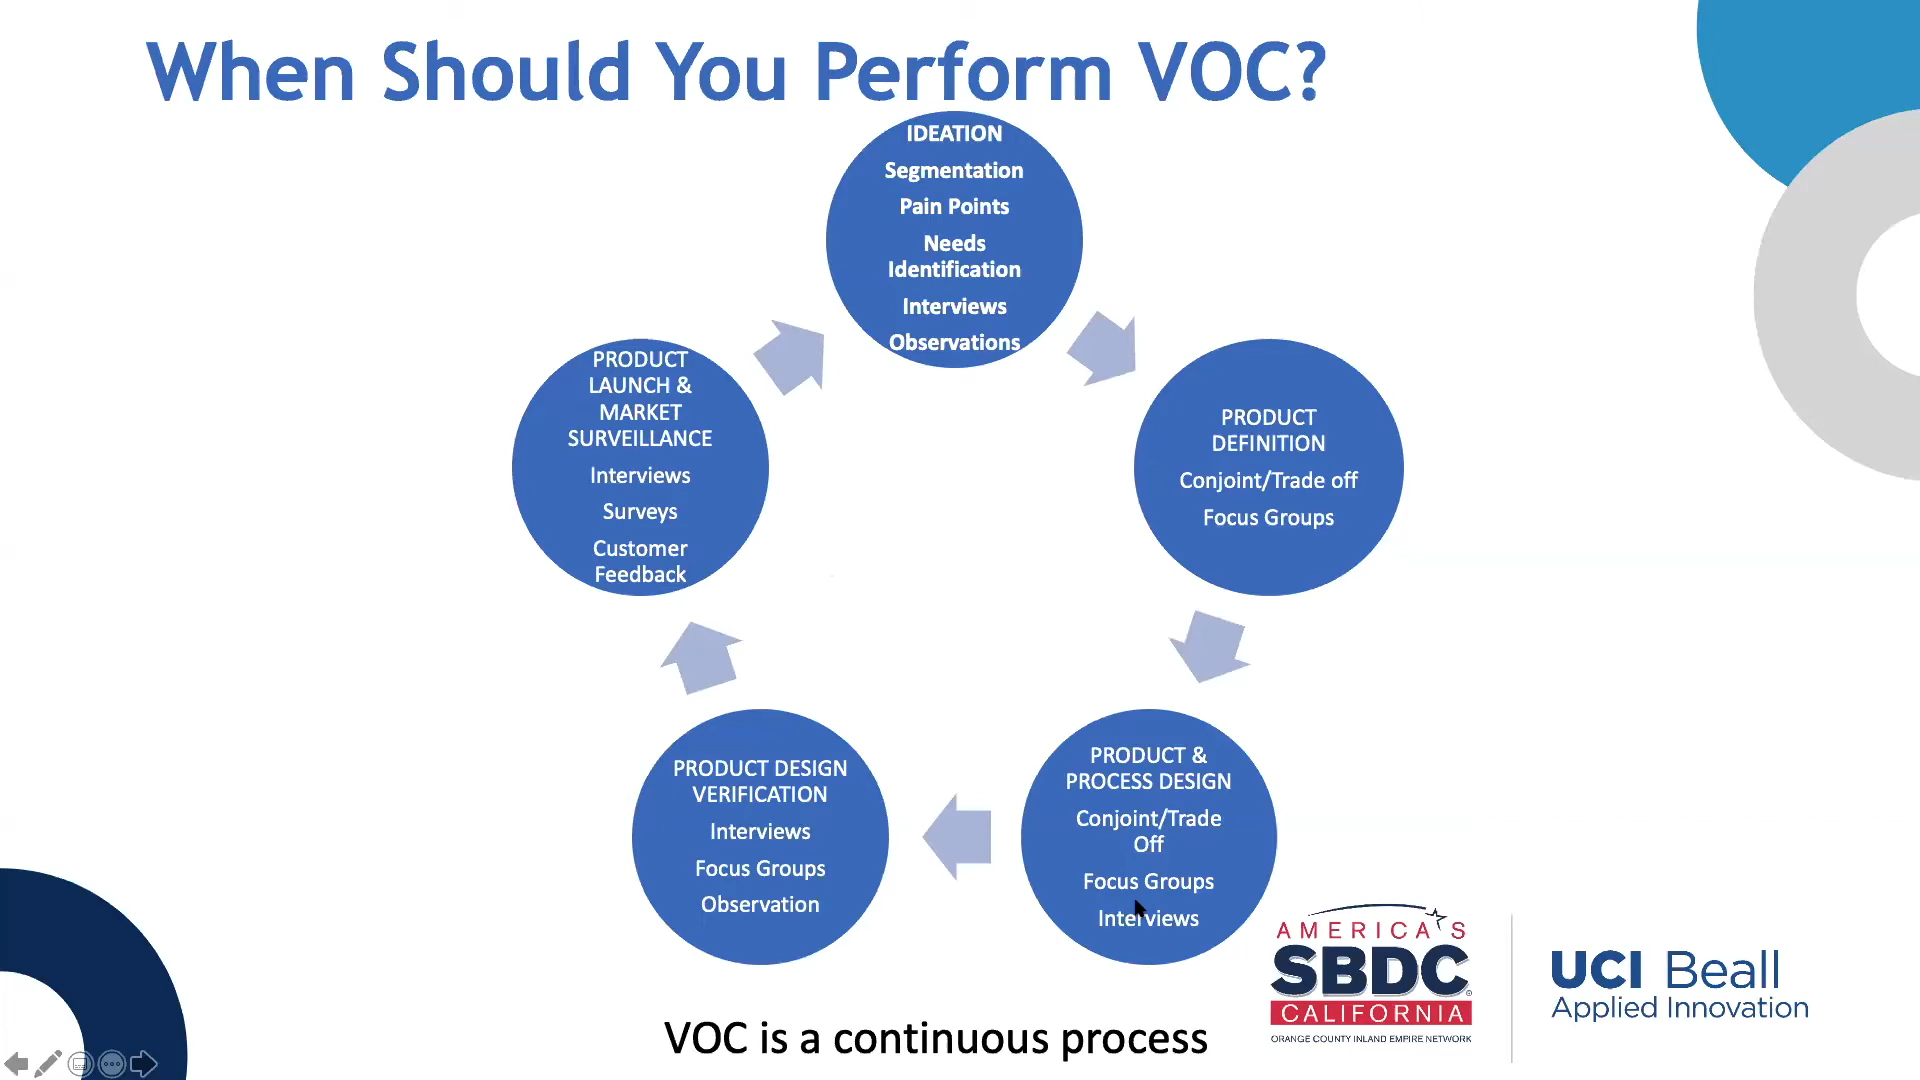 When Should You Perform VOC?
IDEATION
Segmentation
Pain Points
Needs
Identification
Interviews
Observations
PRODUCT
DEFINITION
Conjoint/Trade off
Focus Groups
PRODUCT &
PROCESS DESIGN
Conjoint/Trade
Off
Focus Groups
Interviews
PRODUCT DESIGN
VERIFICATION
Interviews
Focus Groups
Observation
PRODUCT
LAUNCH &
MARKET
SURVEILLANCE
Interviews
Surveys
Customer
Feedback
VOC is a continuous process
AMERICA'S
SBDC
CALIFORNIA
ORANGE COUNTY INLAND EMPIRE NETWORK
UCI Beall
Applied Innovation